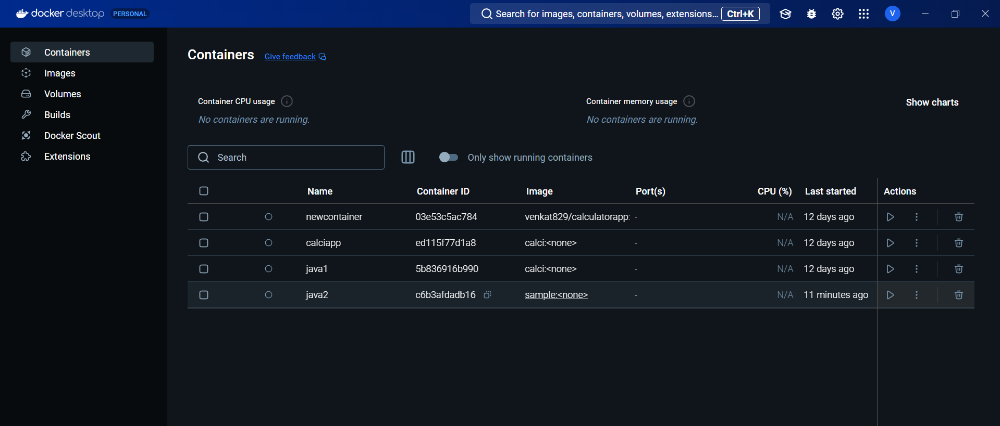 docker desktop PERSONAL
Search for images, containers, volumes, extensions... Ctrl+K
V
Containers
Images
Volumes
Builds
Docker Scout
Extensions
Containers Give feedback
Container CPU usage
No containers are running.
Container memory usage
No containers are running.
Show charts
Search
Only show running containers
Name Container ID Image Port(s) CPU (%) Last started Actions
newcontainer 03e53c5ac784 venkat829/calculatorapp: - N/A 12 days ago
calciapp ed115f77d1a8 calci:<none> - N/A 12 days ago
java1 5b836916b990 calci:<none> - N/A 12 days ago
java2 c6b3afdadb16 sample:<none> - N/A 11 minutes ago